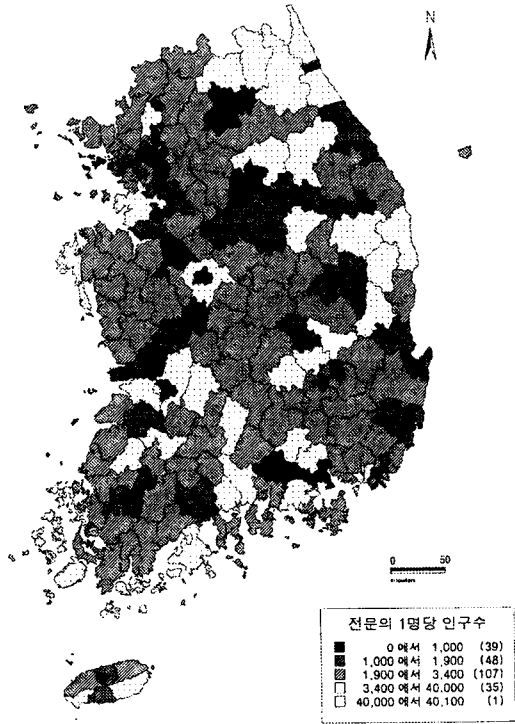 N
0 50
전문의 1명당 인구수
0 에서 1,000 (39)
1,000 에서 1,900 (48)
1,900 에서 3,400 (107)
3,400 에서 40,000 (35)
40,000 에서 40,100 (1)